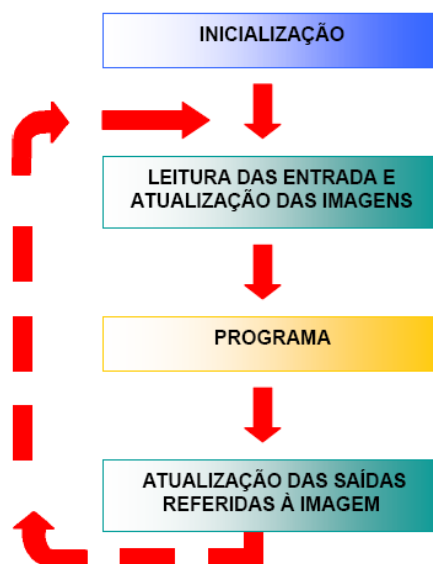 INICIALIZAÇÃO
LEITURA DAS ENTRADA E
ATUALIZAÇÃO DAS IMAGENS
PROGRAMA
ATUALIZAÇÃO DAS SAÍDAS
REFERIDAS À IMAGEM